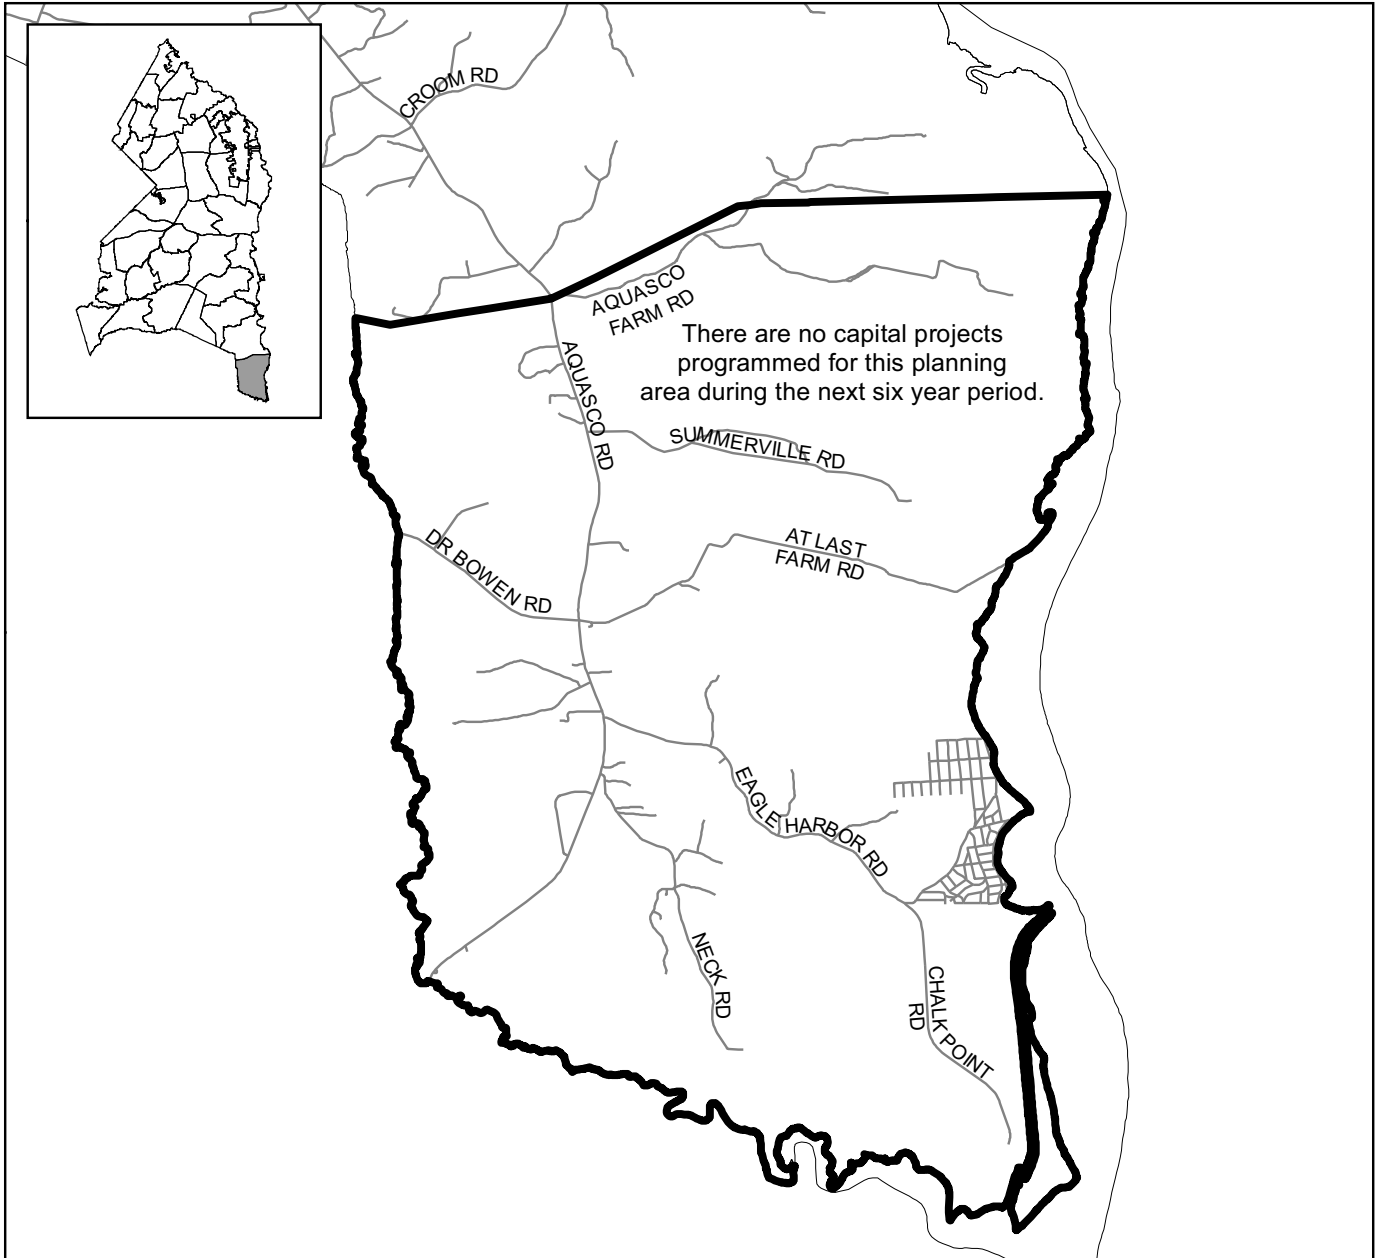 CROOM RD
AQUASCO
FARM RD
There are no capital projects
programmed for this planning
area during the next six year period.
AQUASCO RD
SUMMERVILLE RD
DR BOWEN RD
AT LAST
FARM RD
EAGLE HARBOR RD
NECK RD
CHALK POINT
RD